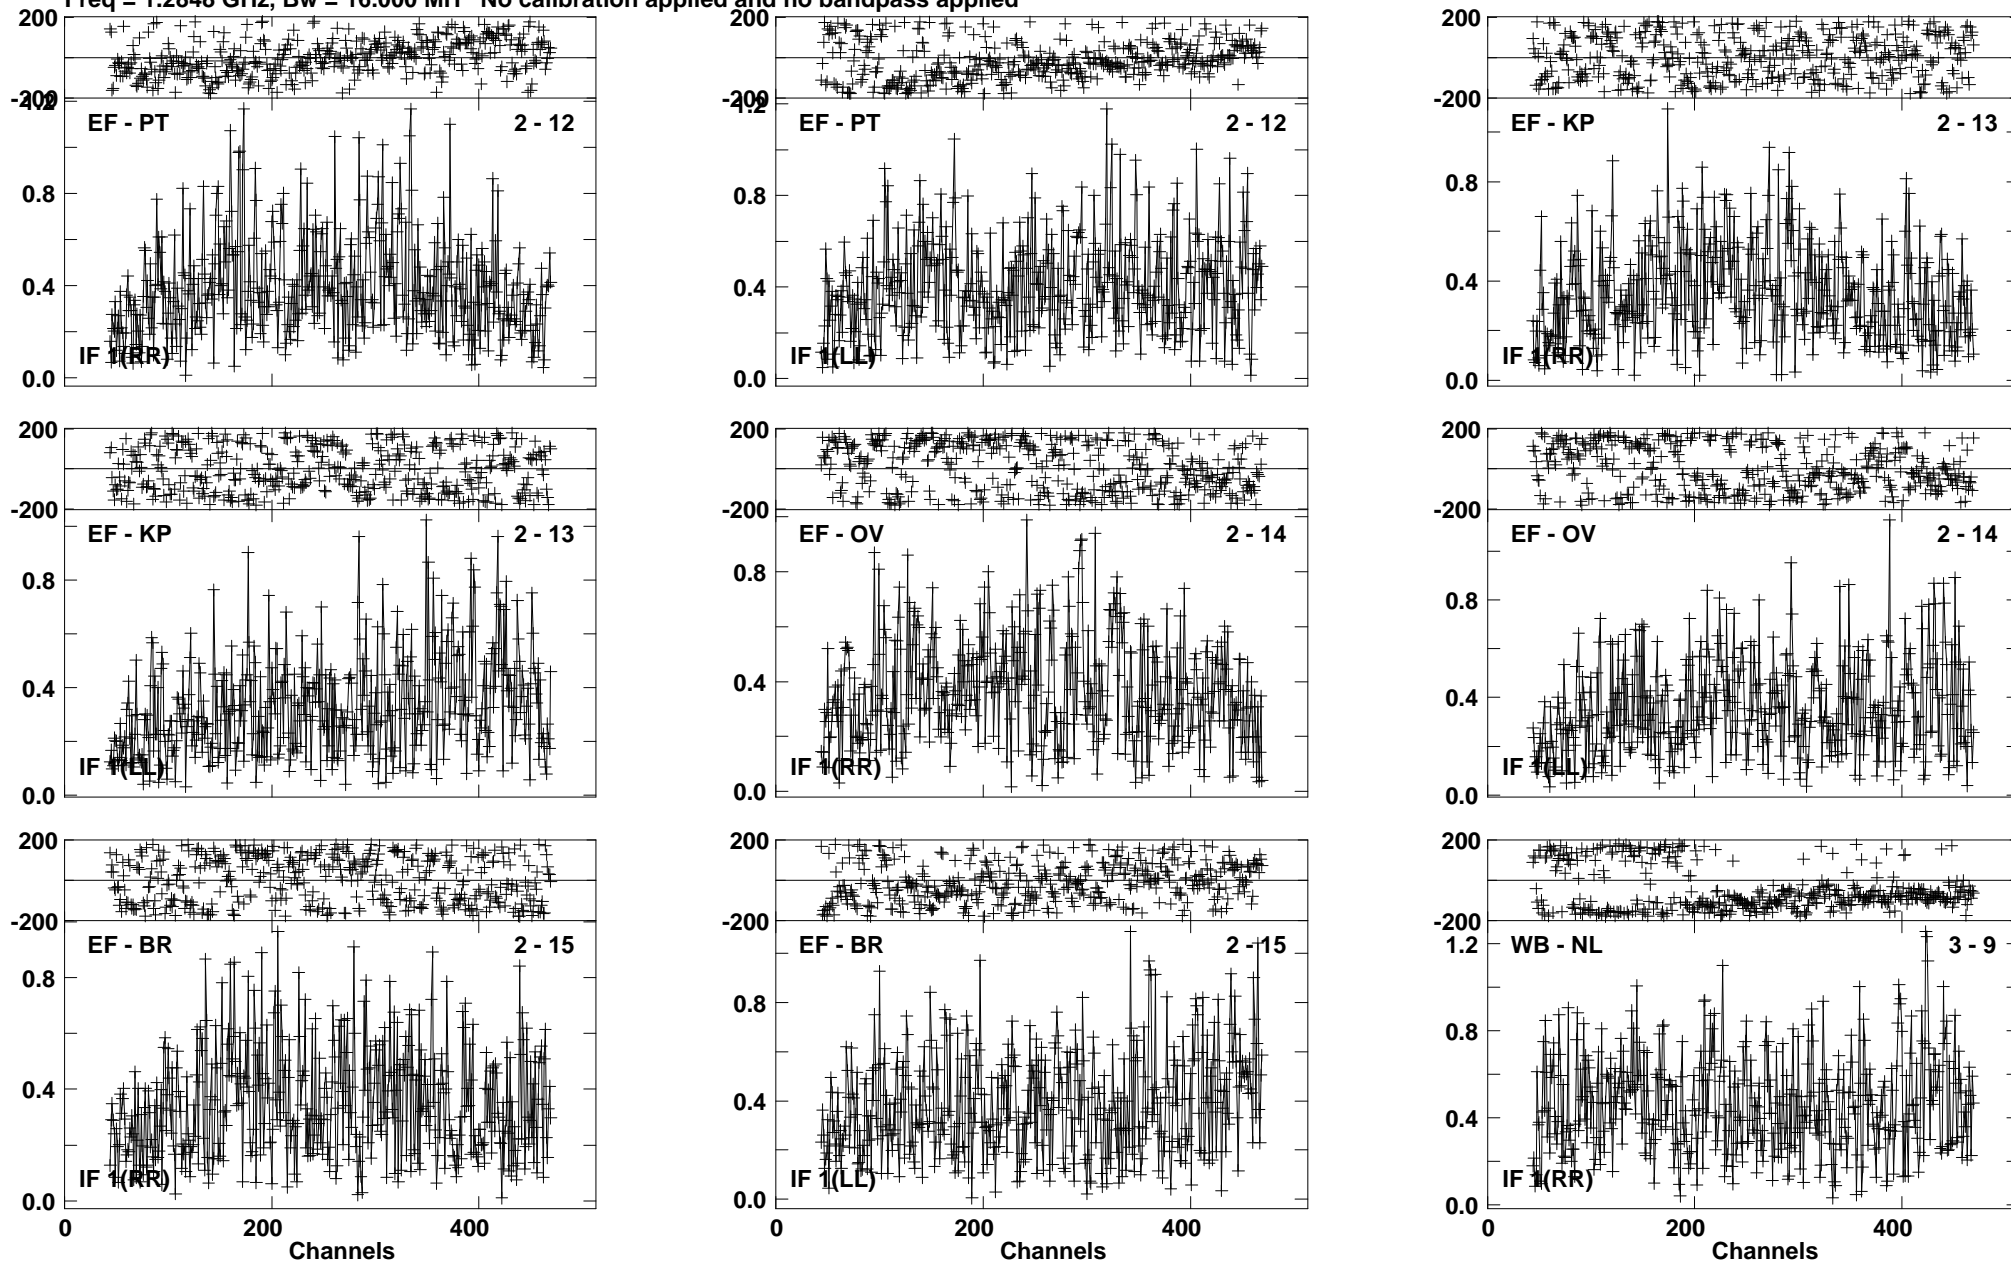 Freq = 1.2848 GHz, Bw = 16.000 MH No calibration applied and no bandpass applied
200 200 200
-200 -200 -200
1.2 1.2
EF - PT 2 - 12 EF - PT 2 - 12 EF - KP 2 - 13
0.8 0.8 0.8
0.4 0.4 0.4
IF 1(RR) IF 1(LL) IF 1(RR)
0.0 0.0 0.0
200 200 200
-200 -200 -200
EF - KP 2 - 13 EF - OV 2 - 14 EF - OV 2 - 14
0.8 0.8 0.8
0.4 0.4 0.4
IF 1(LL) IF 1(RR) IF 1(LL)
0.0 0.0 0.0
200 200 200
-200 -200 -200
EF - BR 2 - 15 EF - BR 2 - 15 WB - NL 3 - 9
1.2
0.8 0.8 0.8
0.4 0.4 0.4
IF 1(RR) IF 1(LL) IF 1(RR)
0.0 0.0 0.0
0 200 400 200 400 0 200 400
Channels Channels